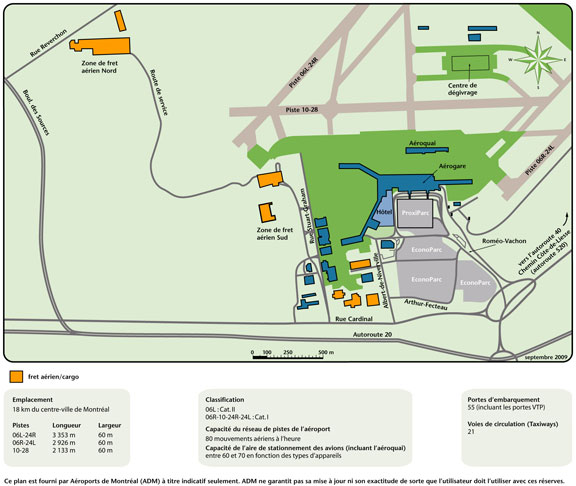 Rue Reverchon
Zone de fret
aérien Nord
Route de service
Boul. des Sources
Piste 06L-24R
Piste 10-28
Piste 06R-24L
Centre de
dégivrage
N
W
E
S
Aéroquai
Aérogare
Hôtel
ProxiParc
Zone de fret
aérien Sud
Rue Stuart-Graham
EconoParc
EconoParc
EconoParc
Roméo-Vachon
vers l'autoroute 40
Chemin Côte-de-Liesse
(autoroute 520)
Albert-de-Niverville
Arthur-Fecteau
Rue Cardinal
Autoroute 20
0 100 500 m
septembre 2009
fret aérien/cargo
Emplacement
18 km du centre-ville de Montréal
Pistes Longueur Largeur
06L-24R 3 353 m 60 m
06R-24L 2 926 m 60 m
10-28 2 133 m 60 m
Classification
06L : Cat. II
06R-10-24R-24L : Cat. I
Capacité du réseau de pistes de l'aéroport
80 mouvements aériens à l'heure
Capacité de l'aire de stationnement des avions (incluant l'aéroquai)
entre 60 et 70 en fonction des types d'appareils
Portes d'embarquement
55 (incluant les portes VTP)
Voies de circulation (Taxiways)
21
Ce plan est fourni par Aéroports de Montréal (ADM) à titre indicatif seulement. ADM ne garantit pas sa mise à jour ni son exactitude de sorte que l'utilisateur doit l'utiliser avec ces réserves.